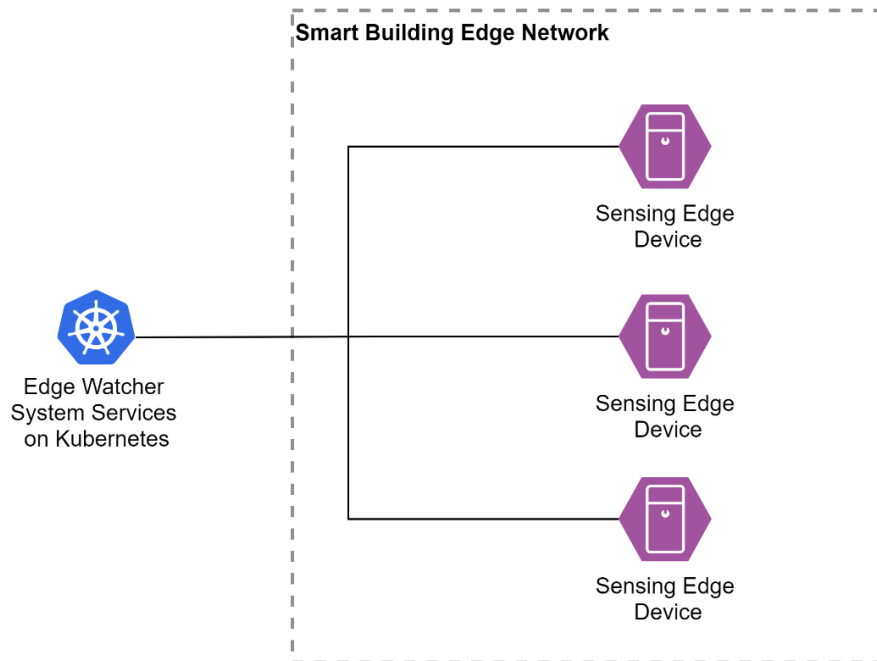 Smart Building Edge Network
Sensing Edge
Device
Sensing Edge
Device
Edge Watcher
System Services
on Kubernetes
Sensing Edge
Device